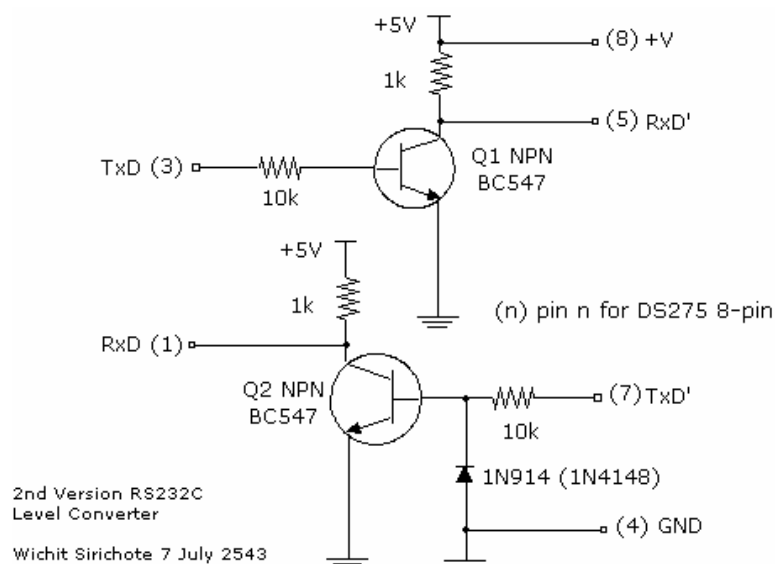 +5V
(8) +V
1k
(5) RxD'
Q1 NPN
BC547
TxD (3)
10k
+5V
1k
(n) pin n for DS275 8-pin
RxD (1)
Q2 NPN
BC547
(7) TxD'
10k
1N914 (1N4148)
(4) GND
2nd Version RS232C
Level Converter
Wichit Sirichote 7 July 2543